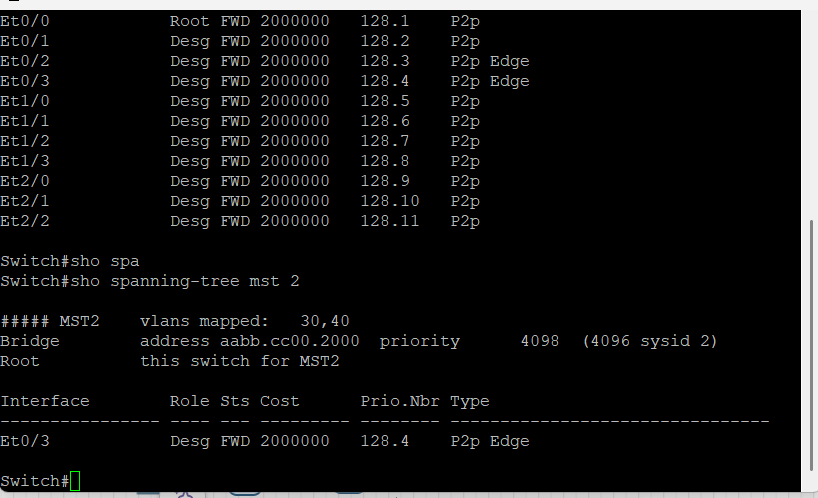 Et0/0            Root FWD 2000000   128.1    P2p
Et0/1            Desg FWD 2000000   128.2    P2p
Et0/2            Desg FWD 2000000   128.3    P2p Edge
Et0/3            Desg FWD 2000000   128.4    P2p Edge
Et1/0            Desg FWD 2000000   128.5    P2p
Et1/1            Desg FWD 2000000   128.6    P2p
Et1/2            Desg FWD 2000000   128.7    P2p
Et1/3            Desg FWD 2000000   128.8    P2p
Et2/0            Desg FWD 2000000   128.9    P2p
Et2/1            Desg FWD 2000000   128.10   P2p
Et2/2            Desg FWD 2000000   128.11   P2p
Switch#sho spa
Switch#sho spanning-tree mst 2
##### MST2    vlans mapped:   30,40
Bridge        address aabb.cc00.2000  priority      4098  (4096 sysid 2)
Root          this switch for MST2
Interface        Role Sts Cost      Prio.Nbr Type
---------------- ---- --- --------- -------- --------------------------------
Et0/3            Desg FWD 2000000   128.4    P2p Edge
Switch#